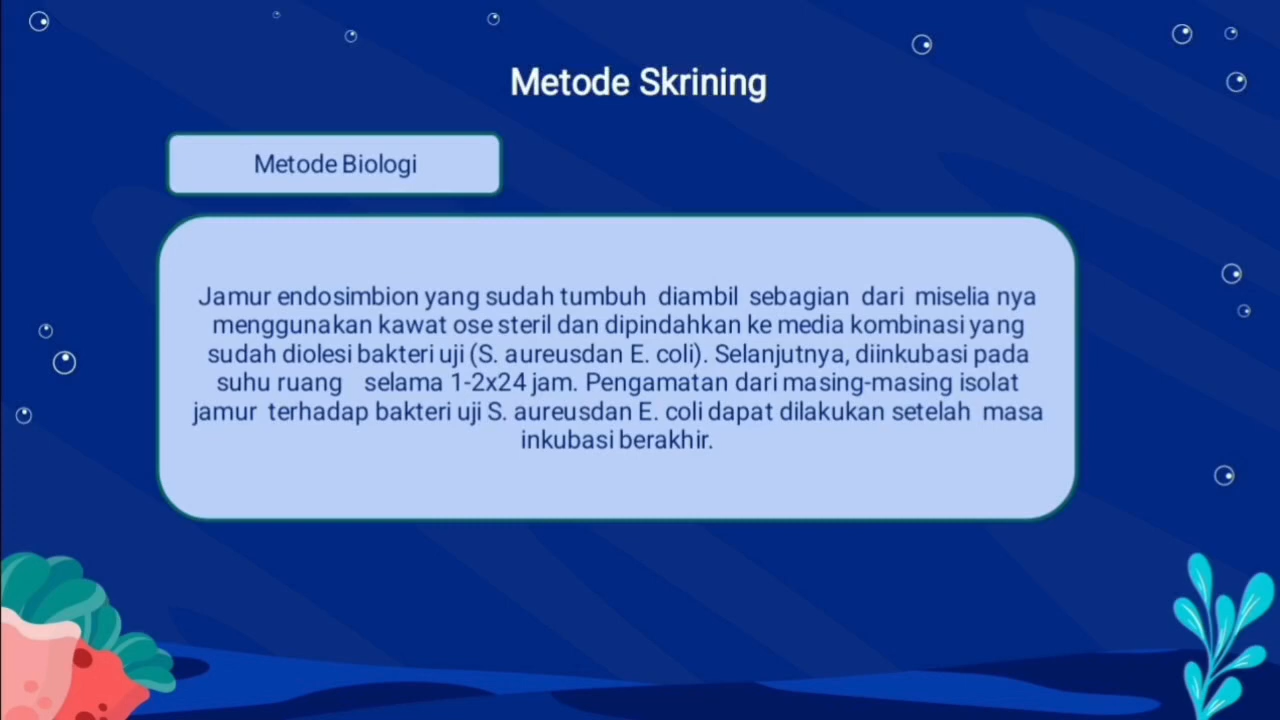 Metode Skrining
Metode Biologi
Jamur endosimbion yang sudah tumbuh diambil sebagian dari miselia nya
menggunakan kawat ose steril dan dipindahkan ke media kombinasi yang
sudah diolesi bakteri uji (S. aureusdan E. coli). Selanjutnya, diinkubasi pada
suhu ruang selama 1-2x24 jam. Pengamatan dari masing-masing isolat
jamur terhadap bakteri uji S. aureusdan E. coli dapat dilakukan setelah masa
inkubasi berakhir.